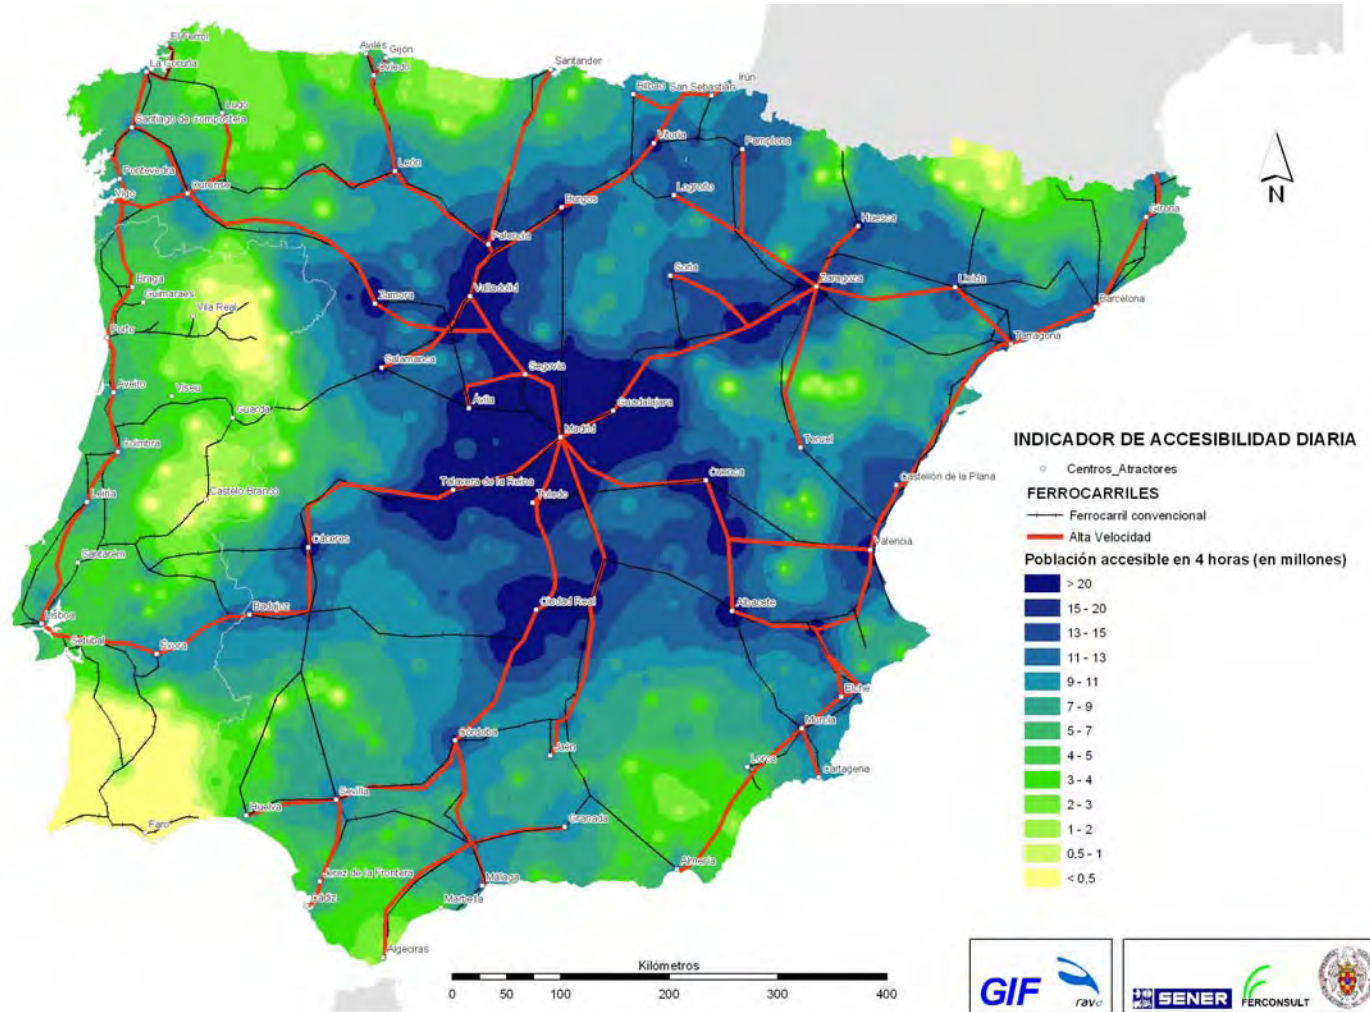 El Ferrol
La Coruña
Avilés
Gijón
Oviedo
Santander
Bilbao
San Sebastián
Irún
Lugo
Santiago de compostela
Vitoria
Pamplona
Pontevedra
León
Ourense
Vigo
Logroño
Burgos
Huesca
Girona
Palencia
Braga
Soria
Zaragoza
Lleida
Guimaraes
Zamora
Valladolid
Vila Real
Barcelona
Porto
Tarragona
Salamanca
Segovia
Aveiro
Viseu
Ávila
Guadalajara
Guarda
Madrid
Coimbra
Teruel
Cuenca
Castellón de la Plana
Talavera de la Reina
Leiria
Castelo Branco
Toledo
Cáceres
Valencia
Santarem
Badajoz
Ciudad Real
Albacete
Lisboa
Setubal
Évora
Elche
Murcia
Córdoba
Jaén
Lorca
Cartagena
Sevilla
Huelva
Faro
Granada
Almería
Jerez de la Frontera
Málaga
Cádiz
Marbella
Algeciras
N
INDICADOR DE ACCESIBILIDAD DIARIA
Centros_Atractores
FERROCARRILES
Ferrocarril convencional
Alta Velocidad
Población accesible en 4 horas (en millones)
> 20
15 - 20
13 - 15
11 - 13
9 - 11
7 - 9
5 - 7
4 - 5
3 - 4
2 - 3
1 - 2
0,5 - 1
< 0,5
Kilómetros
0 50 100 200 300 400
GIF
rave
SENER
FERCONSULT